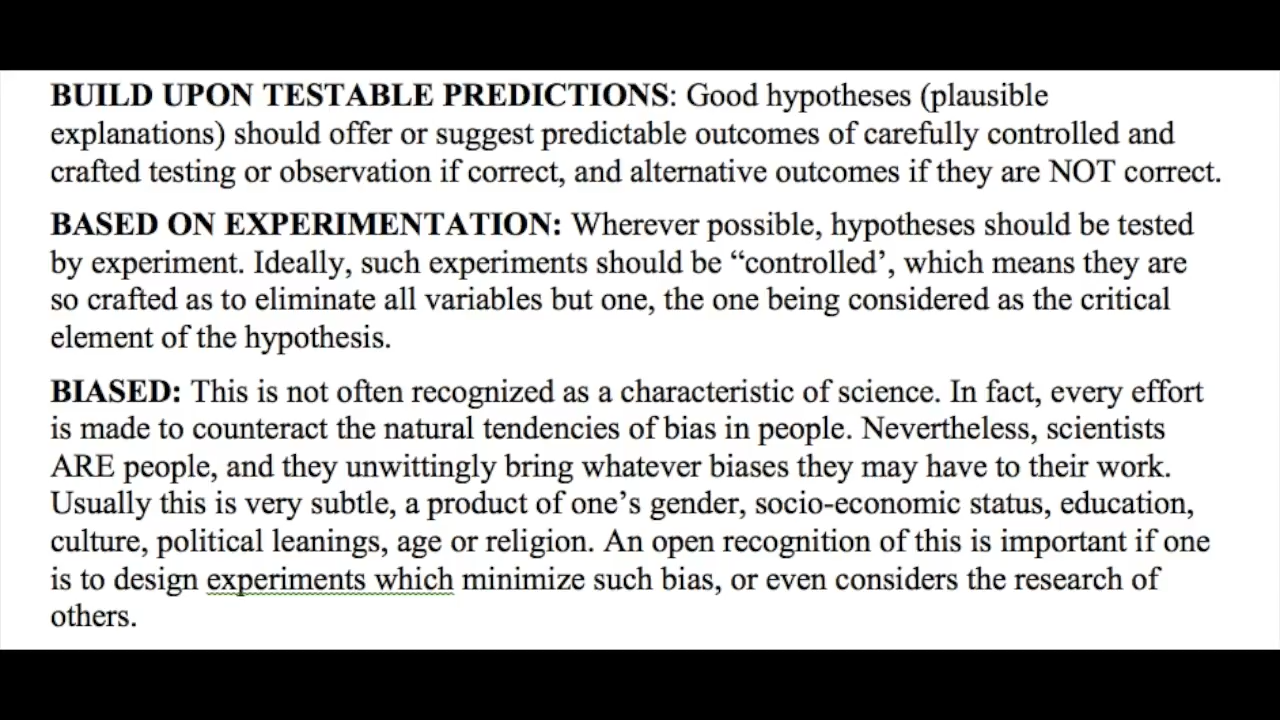 BUILD UPON TESTABLE PREDICTIONS: Good hypotheses (plausible
explanations) should offer or suggest predictable outcomes of carefully controlled and
crafted testing or observation if correct, and alternative outcomes if they are NOT correct.
BASED ON EXPERIMENTATION: Wherever possible, hypotheses should be tested
by experiment. Ideally, such experiments should be “controlled’, which means they are
so crafted as to eliminate all variables but one, the one being considered as the critical
element of the hypothesis.
BIASED: This is not often recognized as a characteristic of science. In fact, every effort
is made to counteract the natural tendencies of bias in people. Nevertheless, scientists
ARE people, and they unwittingly bring whatever biases they may have to their work.
Usually this is very subtle, a product of one’s gender, socio-economic status, education,
culture, political leanings, age or religion. An open recognition of this is important if one
is to design experiments which minimize such bias, or even considers the research of
others.